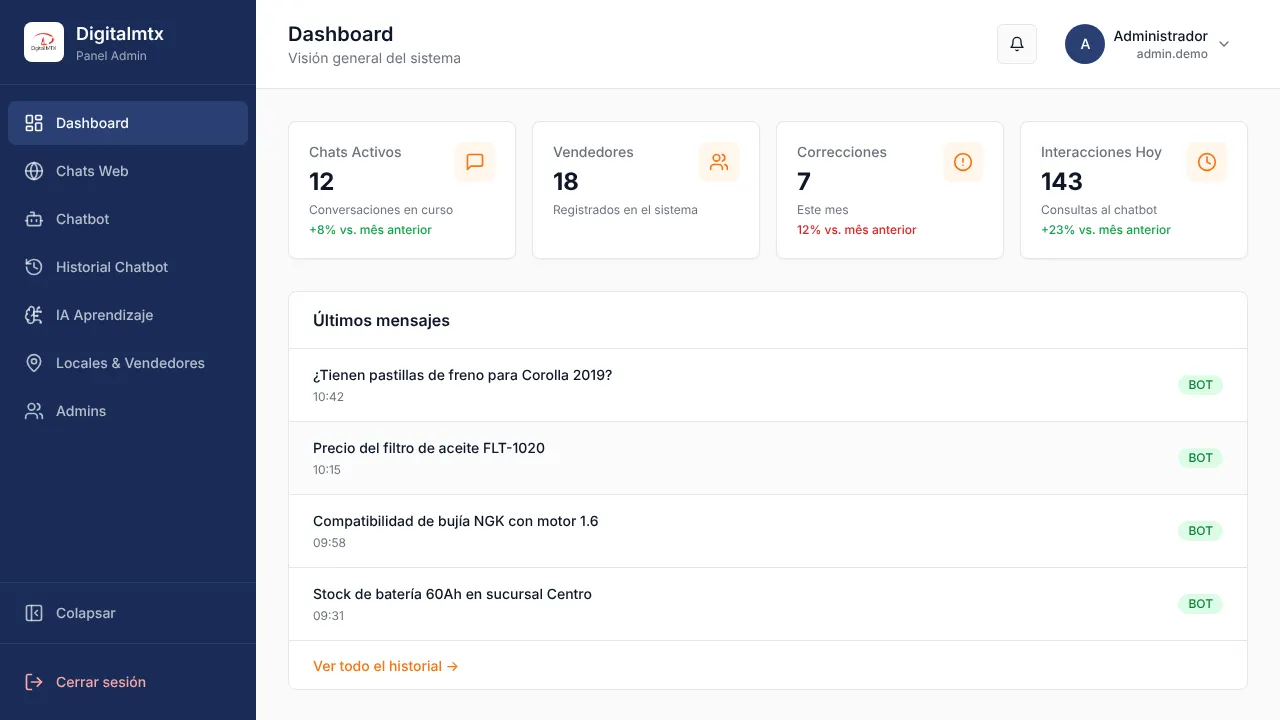 DigitalMTX
Digitalmtx
Panel Admin
Dashboard
Chats Web
Chatbot
Historial Chatbot
IA Aprendizaje
Locales & Vendedores
Admins
Colapsar
Cerrar sesión
Dashboard
Visión general del sistema
A
Administrador
admin.demo
Chats Activos
12
Conversaciones en curso
+8% vs. mês anterior
Vendedores
18
Registrados en el sistema
Correcciones
7
Este mes
12% vs. mês anterior
Interacciones Hoy
143
Consultas al chatbot
+23% vs. mês anterior
Últimos mensajes
¿Tienen pastillas de freno para Corolla 2019?
10:42
BOT
Precio del filtro de aceite FLT-1020
10:15
BOT
Compatibilidad de bujía NGK con motor 1.6
09:58
BOT
Stock de batería 60Ah en sucursal Centro
09:31
BOT
Ver todo el historial →